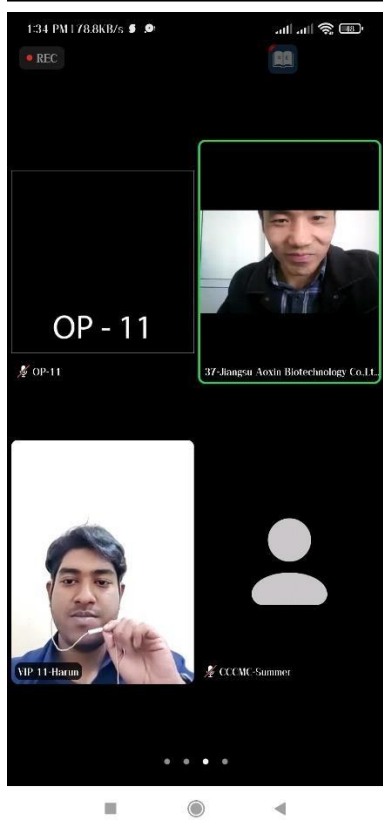 1:34 PM | 78.8KB/s
REC
OP - 11
OP-11
37-Jiangsu Aoxin Biotechnology Co.,Lt...
VIP 11-Harun
CCCMC-Summer